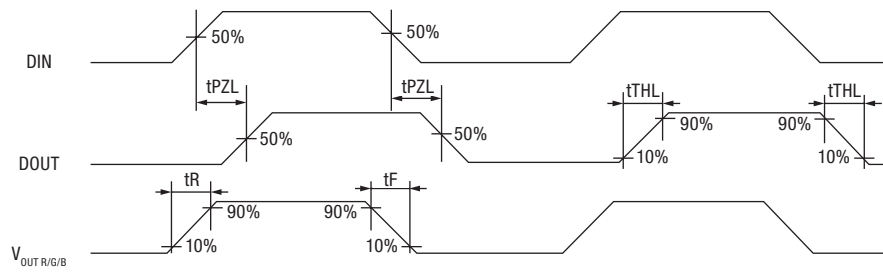 50%
50%
DIN
tPZL
tPZL
tTHL
tTHL
50%
50%
90%
90%
DOUT
10%
10%
tR
tF
90%
90%
10%
10%
VOUT R/G/B